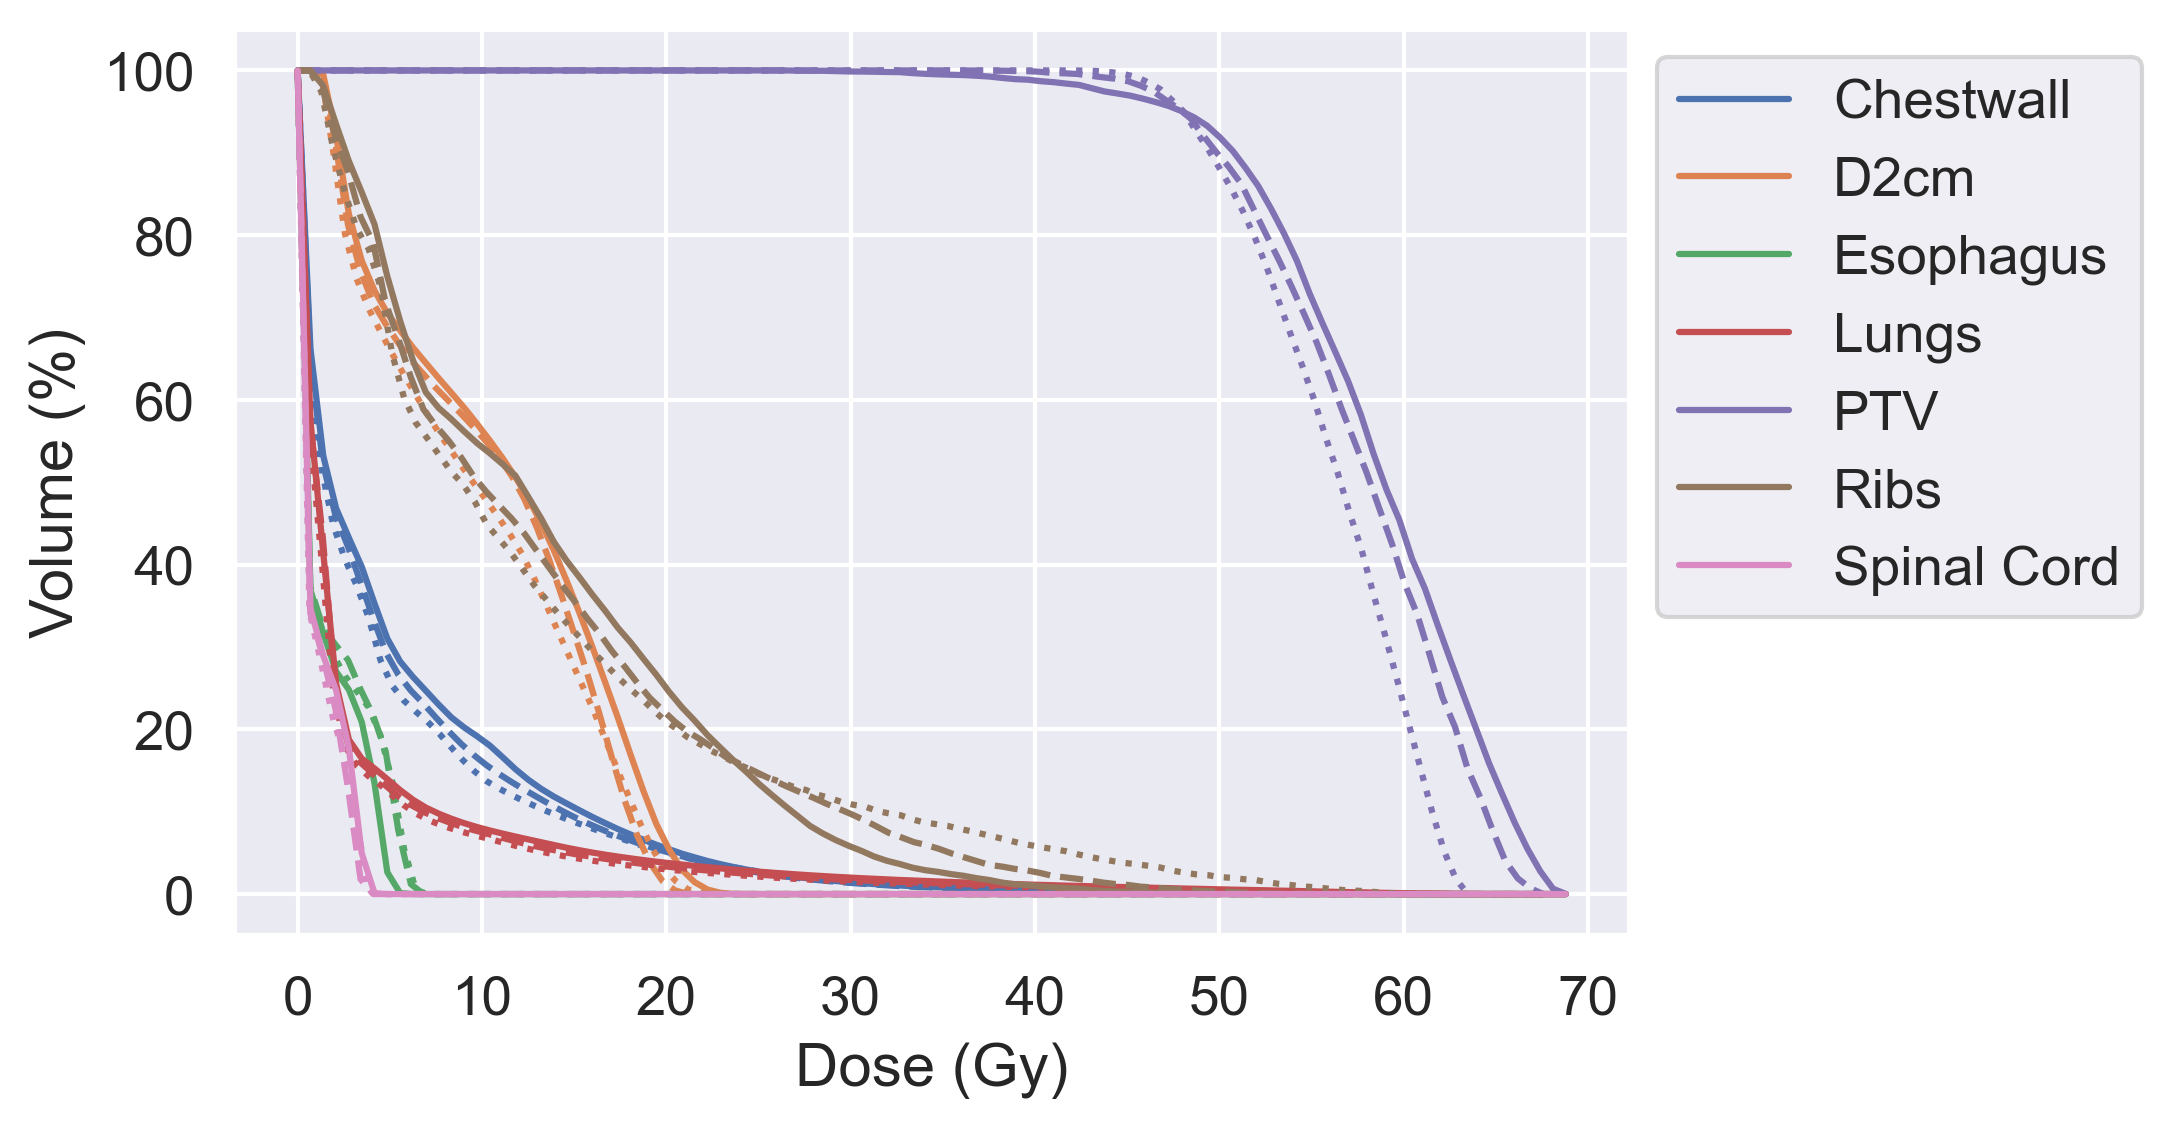 100
80
60
40
20
0
Volume (%)
0 10 20 30 40 50 60 70
Dose (Gy)
Chestwall
D2cm
Esophagus
Lungs
PTV
Ribs
Spinal Cord